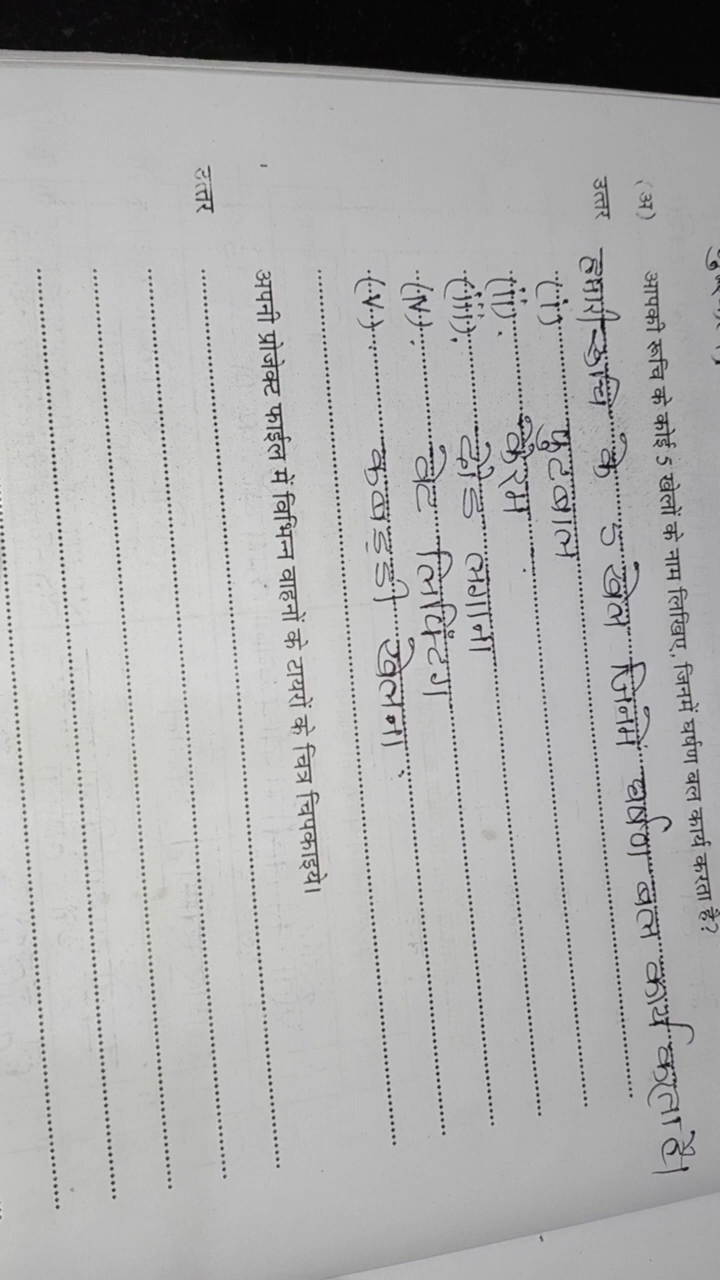 (अ) आपकी रूचि के कोई 5 खेलों के नाम लिखिए, जिनमें घर्षण बल कार्य करता है?
उत्तर हमारी रूचि के 5 खेल जिनमें घर्षण बल कार्य करता है।
(i) फुटबाल
(ii) कैरम
(iii) दौड लगाना
(iv) वेट लिफ्टिंग
(v) कबड्डी खेलना
अपनी प्रोजेक्ट फाईल में विभिन्न वाहनों के टायरों के चित्र चिपकाइये।
उत्तर